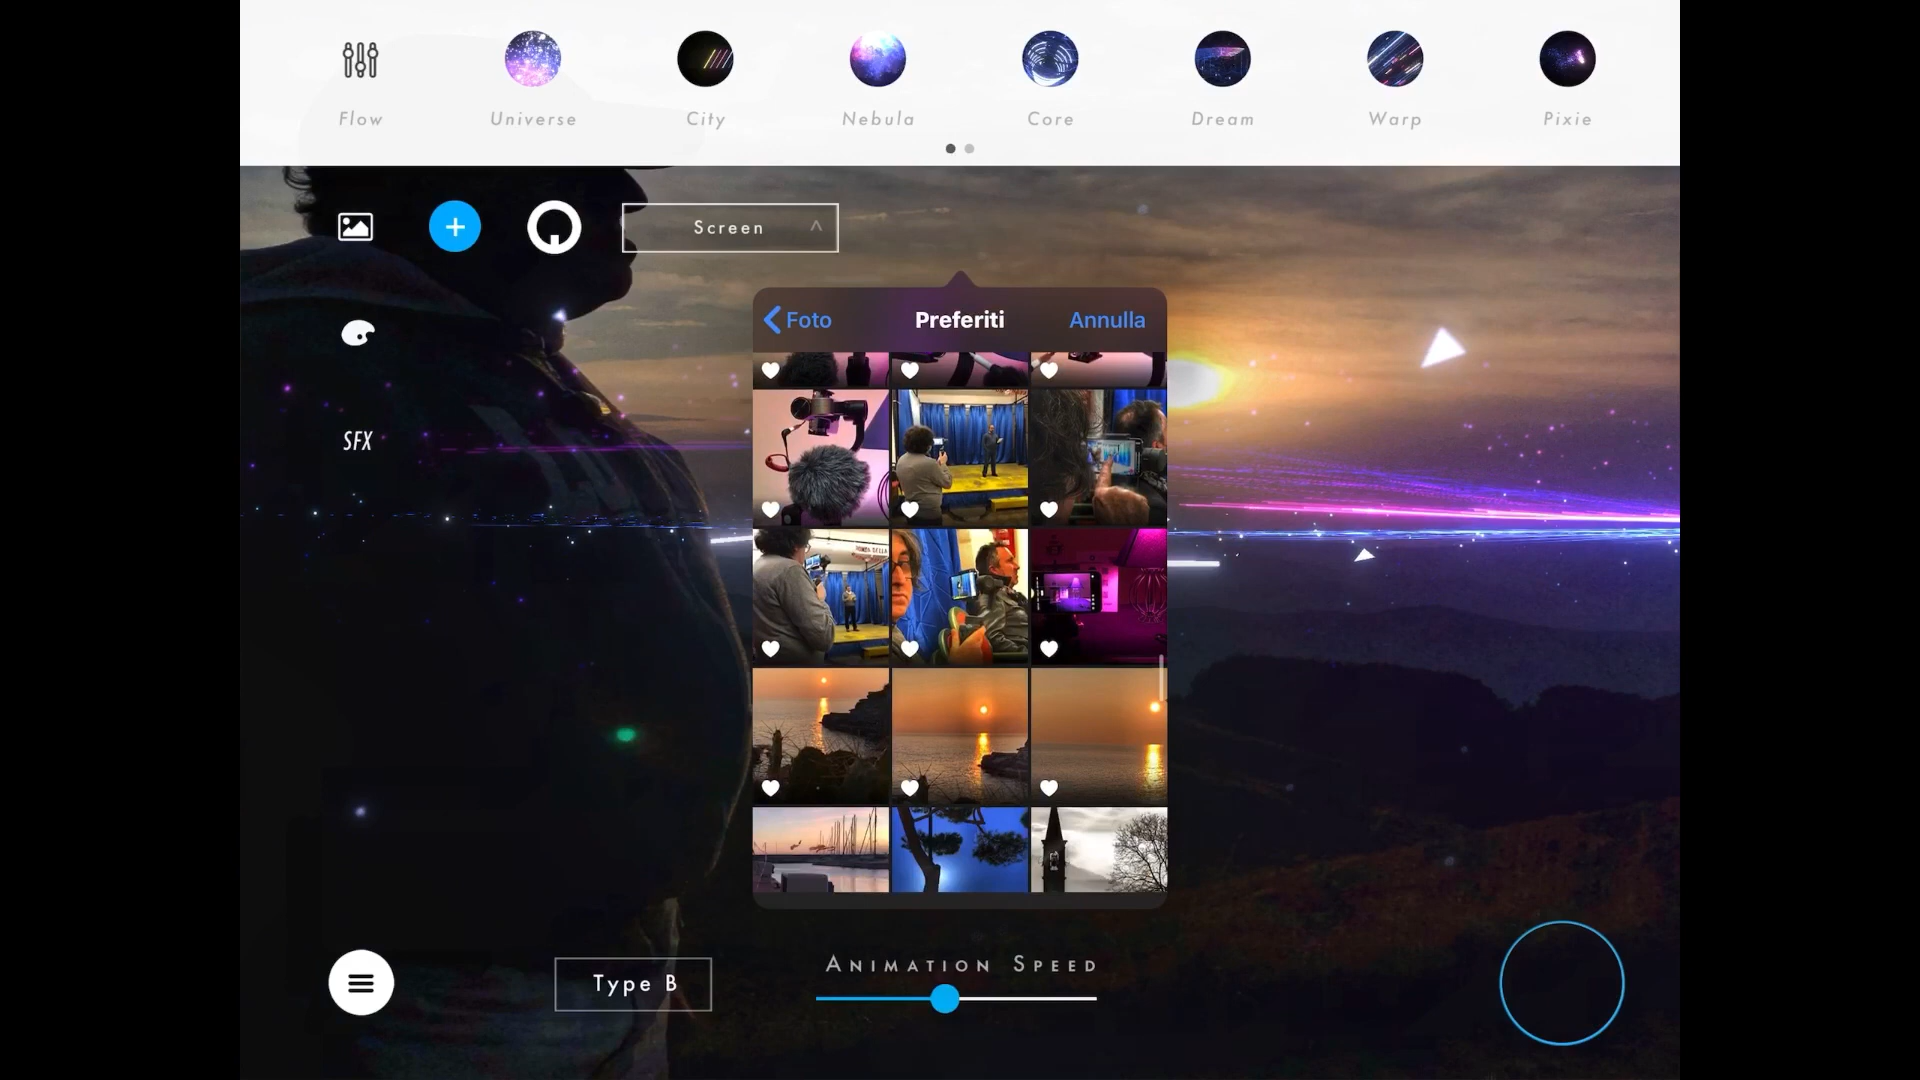 Flow
Universe
City
Nebula
Core
Dream
Warp
Pixie
Screen
Foto
Preferiti
Annulla
SFX
Type B
Animation Speed